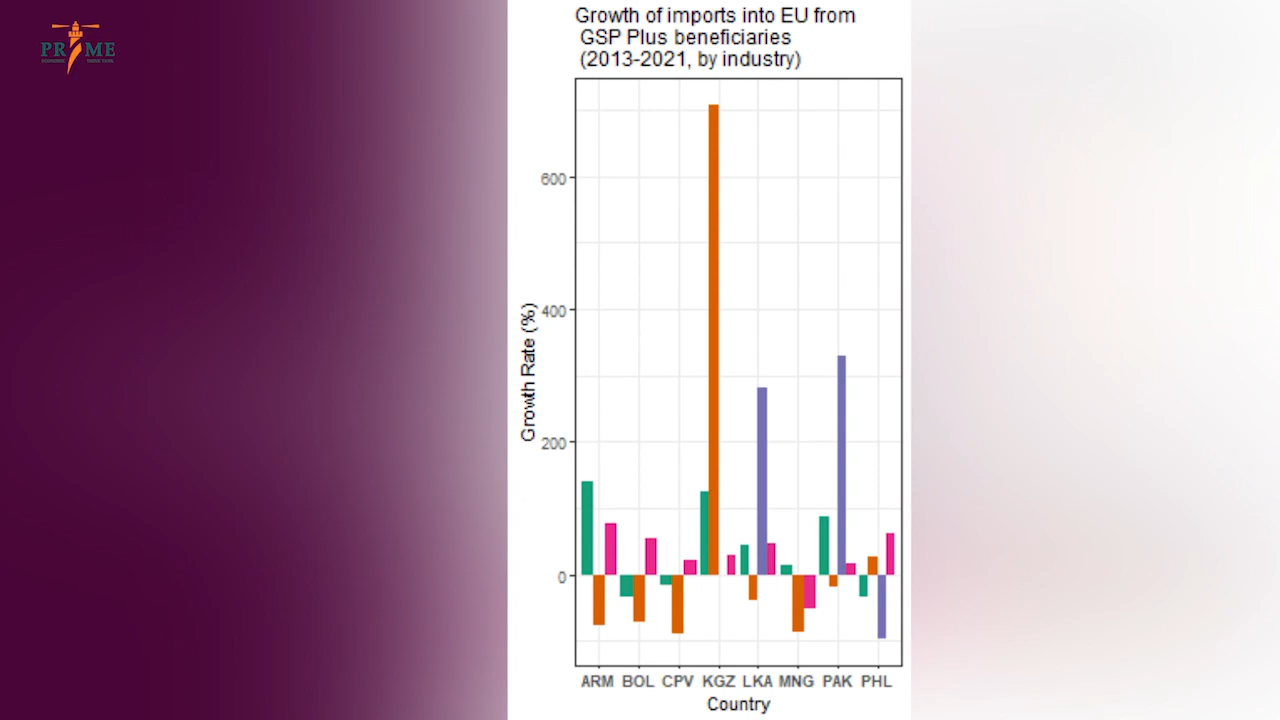 PRIME
Growth of imports into EU from
GSP Plus beneficiaries
(2013-2021, by industry)
Growth Rate (%)
600
400
200
0
ARM BOL CPV KGZ LKA MNG PAK PHL
Country